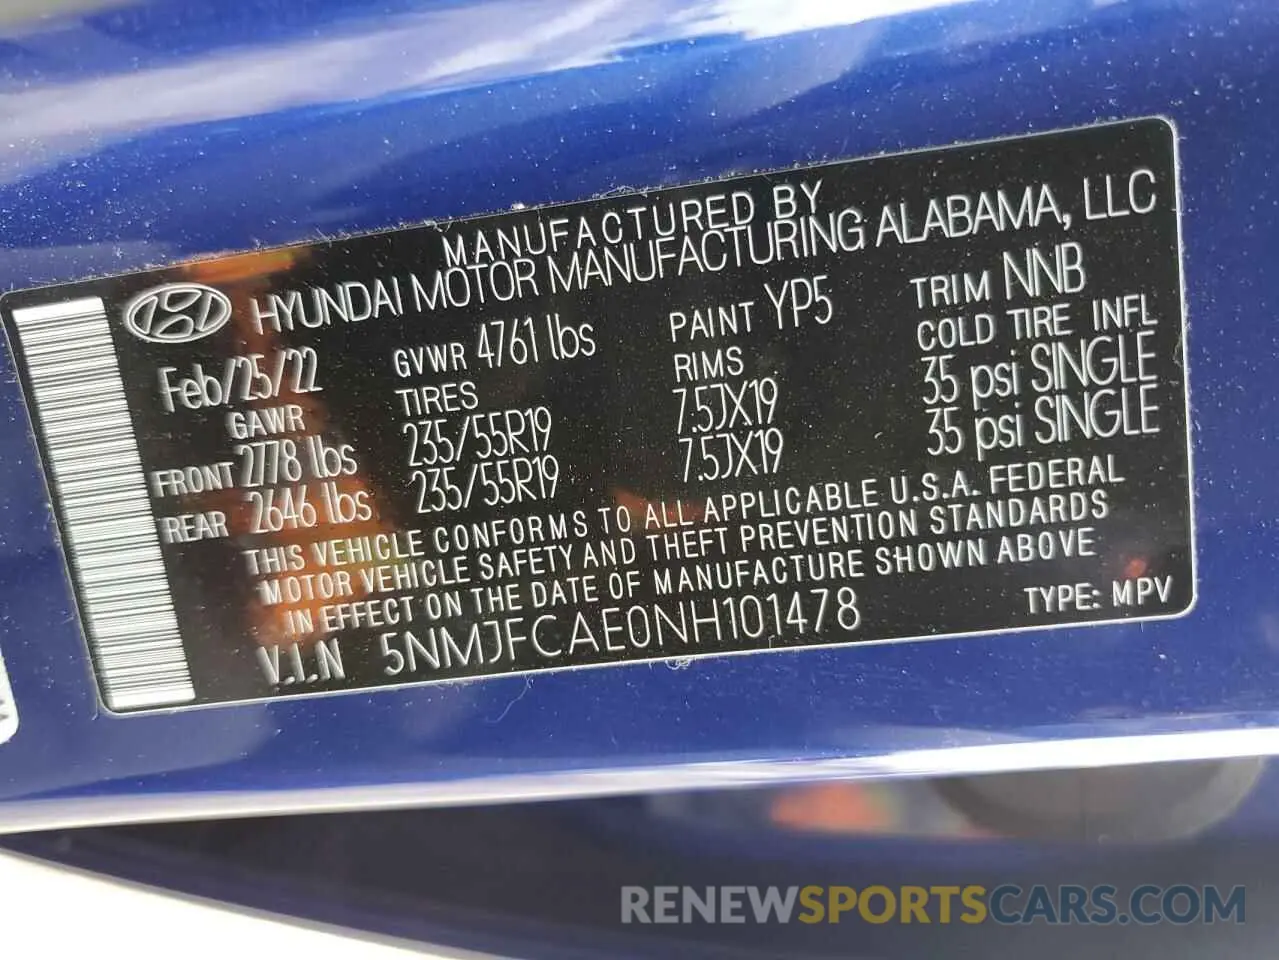 MANUFACTURED BY
HYUNDAI MOTOR MANUFACTURING ALABAMA, LLC
Feb/25/22 GVWR 4761 lbs PAINT YP5 TRIM NNB
GAWR TIRES RIMS COLD TIRE INFL
FRONT 2778 lbs 235/55R19 7.5JX19 35 psi SINGLE
REAR 2646 lbs 235/55R19 7.5JX19 35 psi SINGLE
THIS VEHICLE CONFORMS TO ALL APPLICABLE U.S.A. FEDERAL
MOTOR VEHICLE SAFETY AND THEFT PREVENTION STANDARDS
IN EFFECT ON THE DATE OF MANUFACTURE SHOWN ABOVE
V.I.N 5NMJFCAE0NH101478 TYPE: MPV
RENEWSPORTSCARS.COM